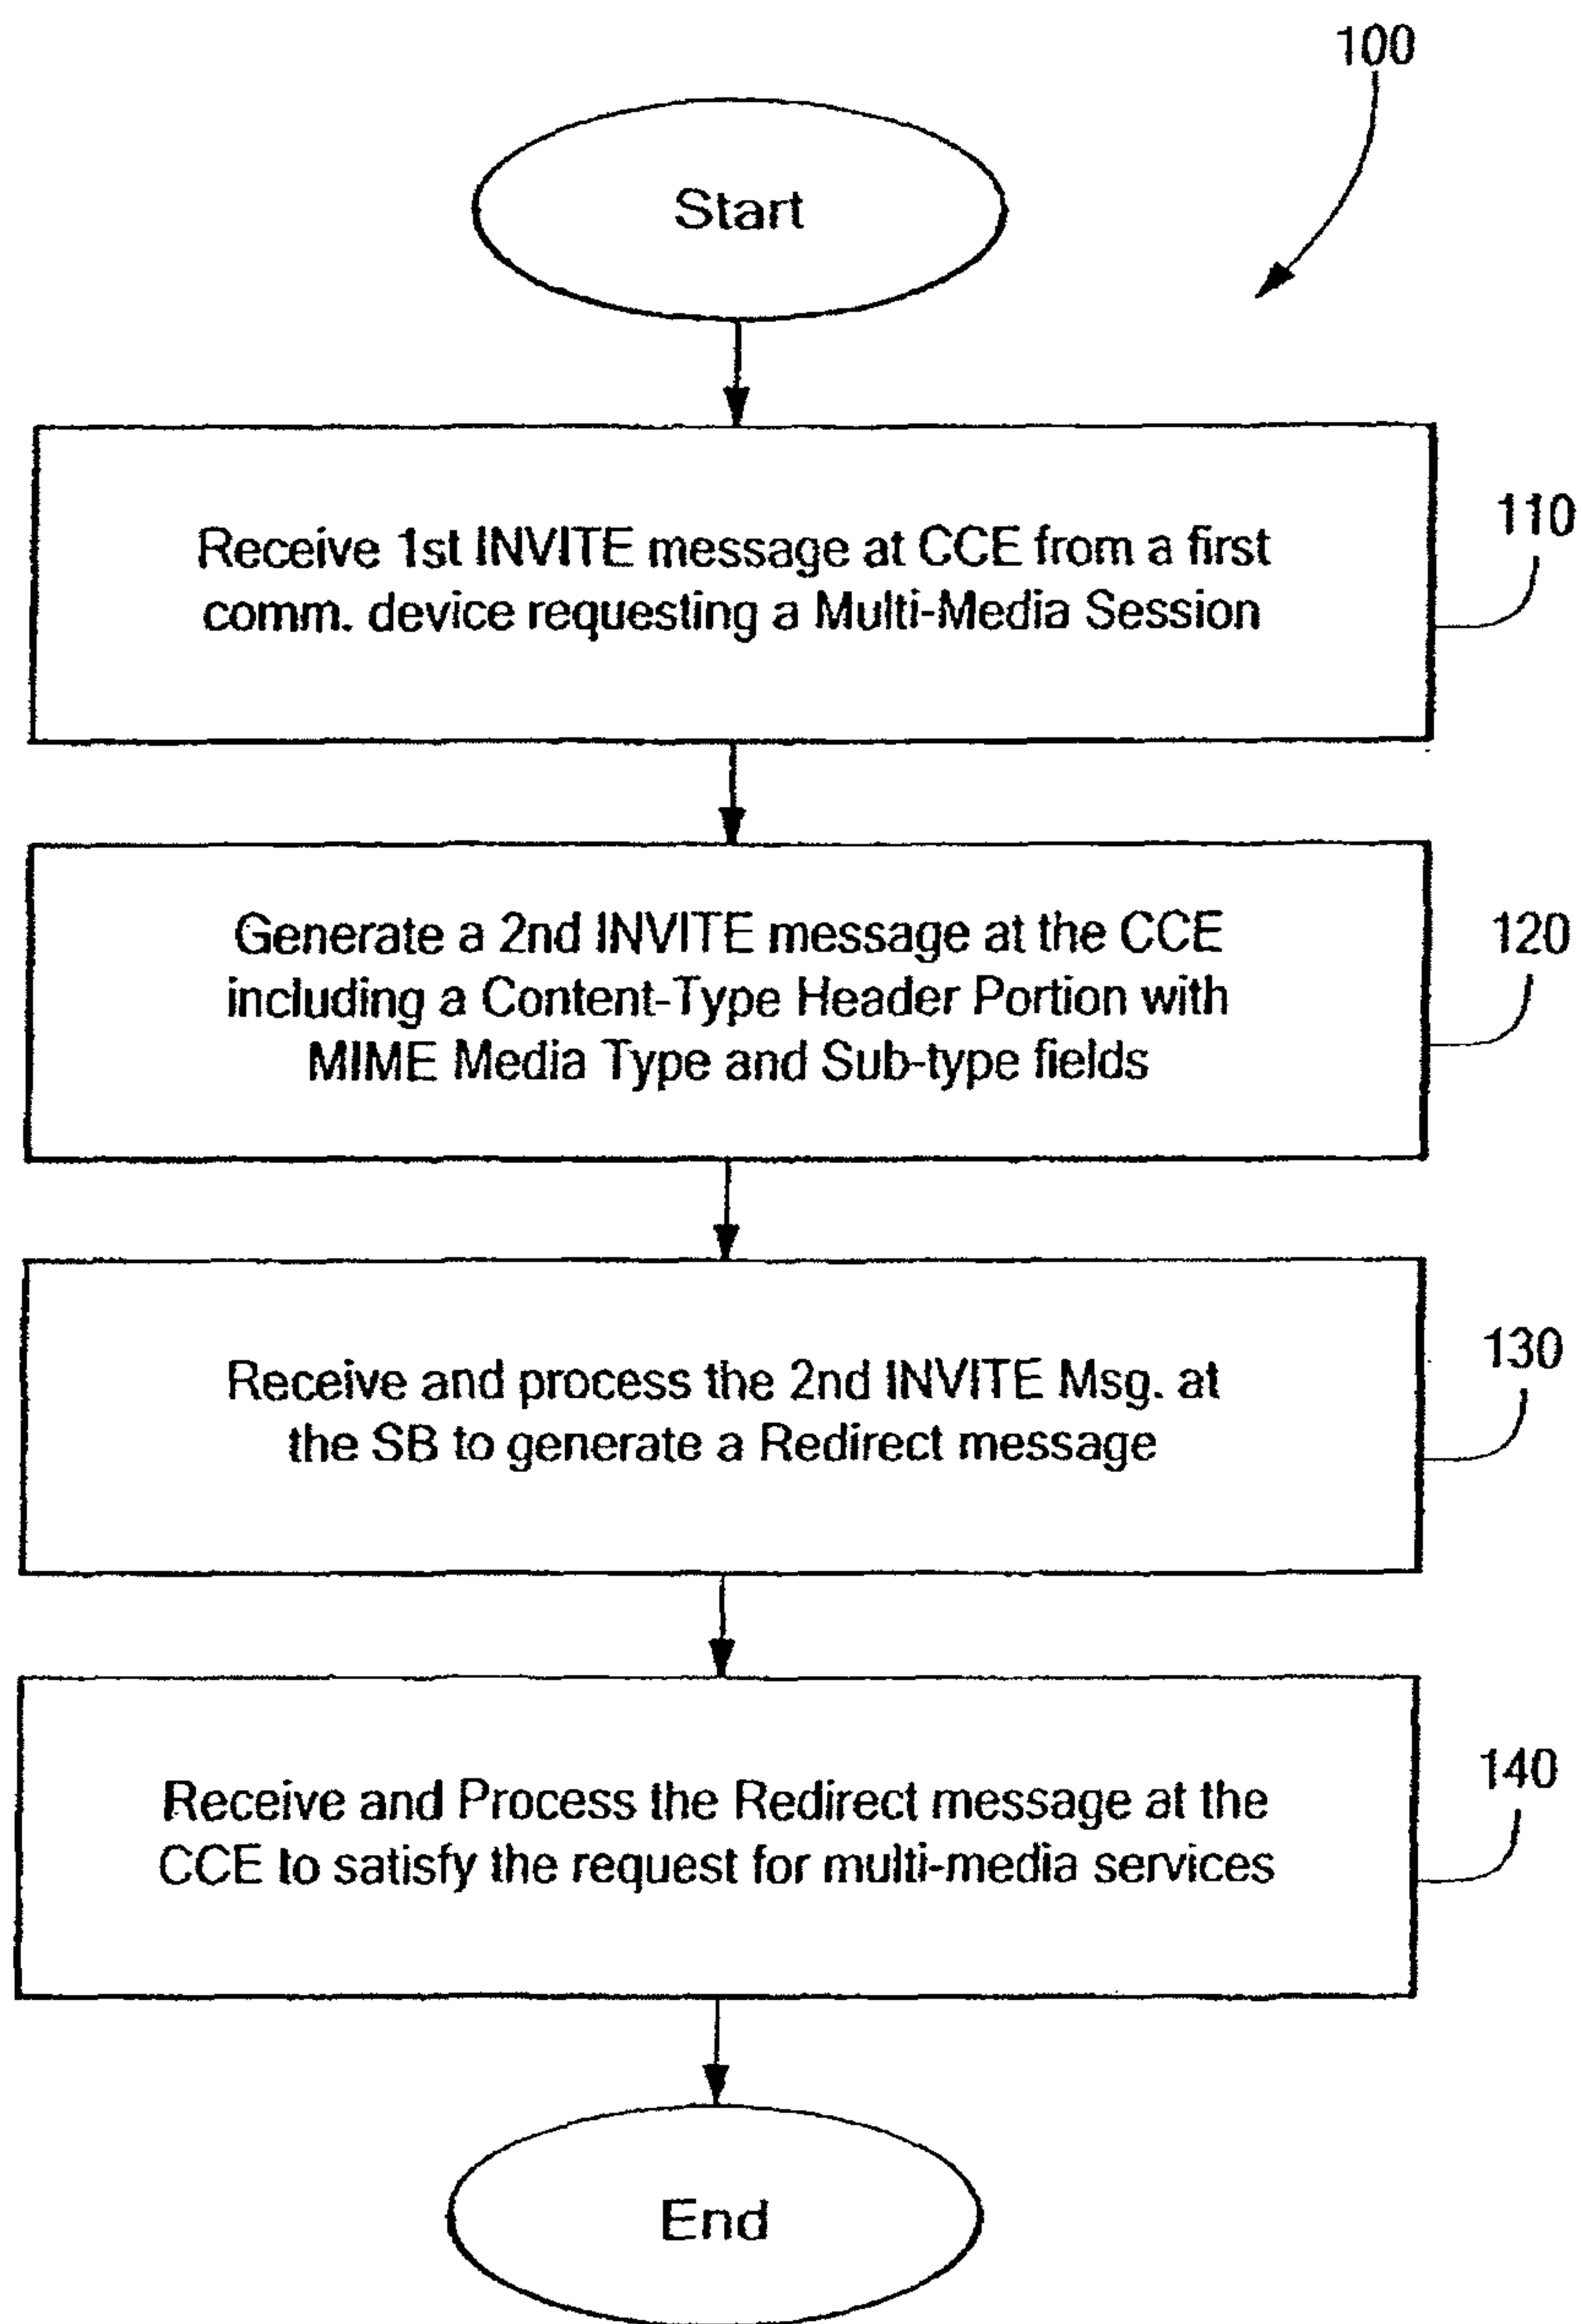 100
Start
Receive 1st INVITE message at CCE from a first
comm. device requesting a Multi-Media Session
110
Generate a 2nd INVITE message at the CCE
including a Content-Type Header Portion with
MIME Media Type and Sub-type fields
120
Receive and process the 2nd INVITE Msg. at
the SB to generate a Redirect message
130
Receive and Process the Redirect message at the
CCE to satisfy the request for multi-media services
140
End